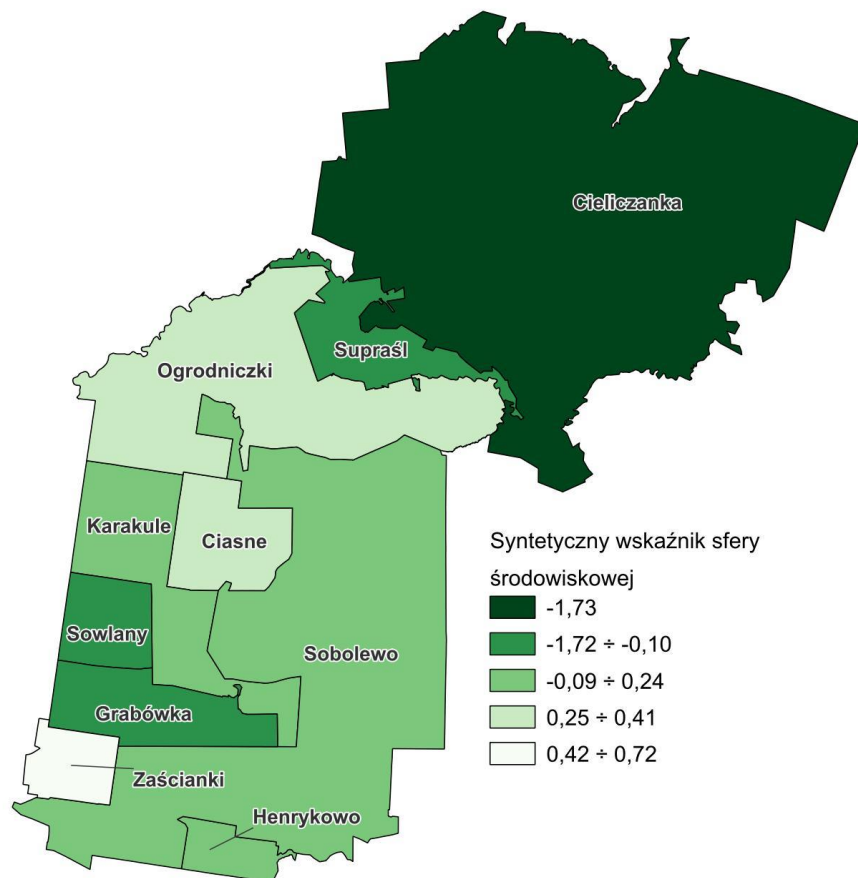 Cieliczanka
Supraśl
Ogrodniczki
Karakule
Ciasne
Sowlany
Sobolewo
Grabówka
Zaścianki
Henrykowo
Syntetyczny wskaźnik sfery
środowiskowej
-1,73
-1,72 ÷ -0,10
-0,09 ÷ 0,24
0,25 ÷ 0,41
0,42 ÷ 0,72